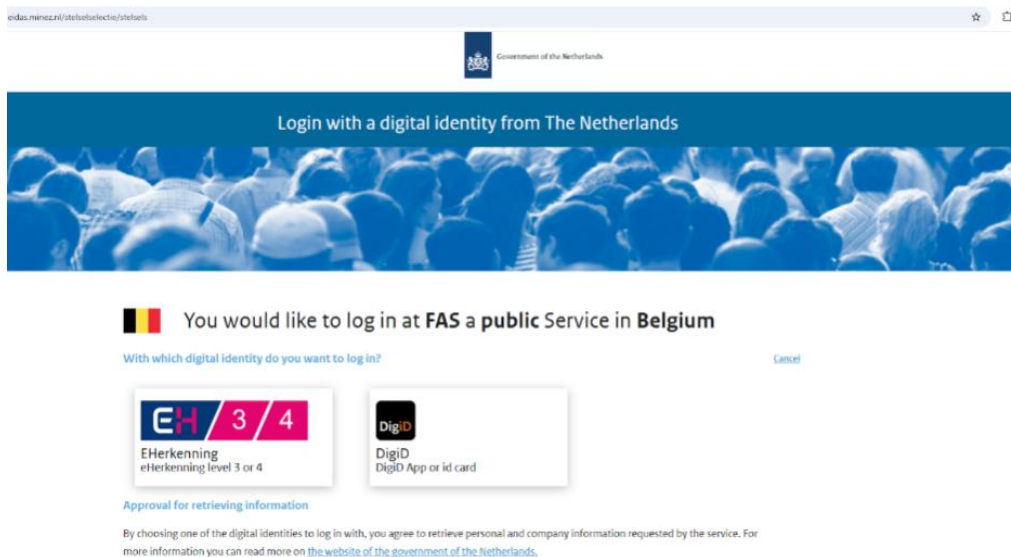 eidas.minez.nl/stelselselectie/stelsels
Government of the Netherlands
Login with a digital identity from The Netherlands
You would like to log in at FAS a public Service in Belgium
With which digital identity do you want to log in?
Cancel
EH 3 4
DigiD
EHerkenning
eHerkenning level 3 or 4
DigiD
DigiD App or id card
Approval for retrieving information
By choosing one of the digital identities to log in with, you agree to retrieve personal and company information requested by the service. For
more information you can read more on the website of the government of the Netherlands.